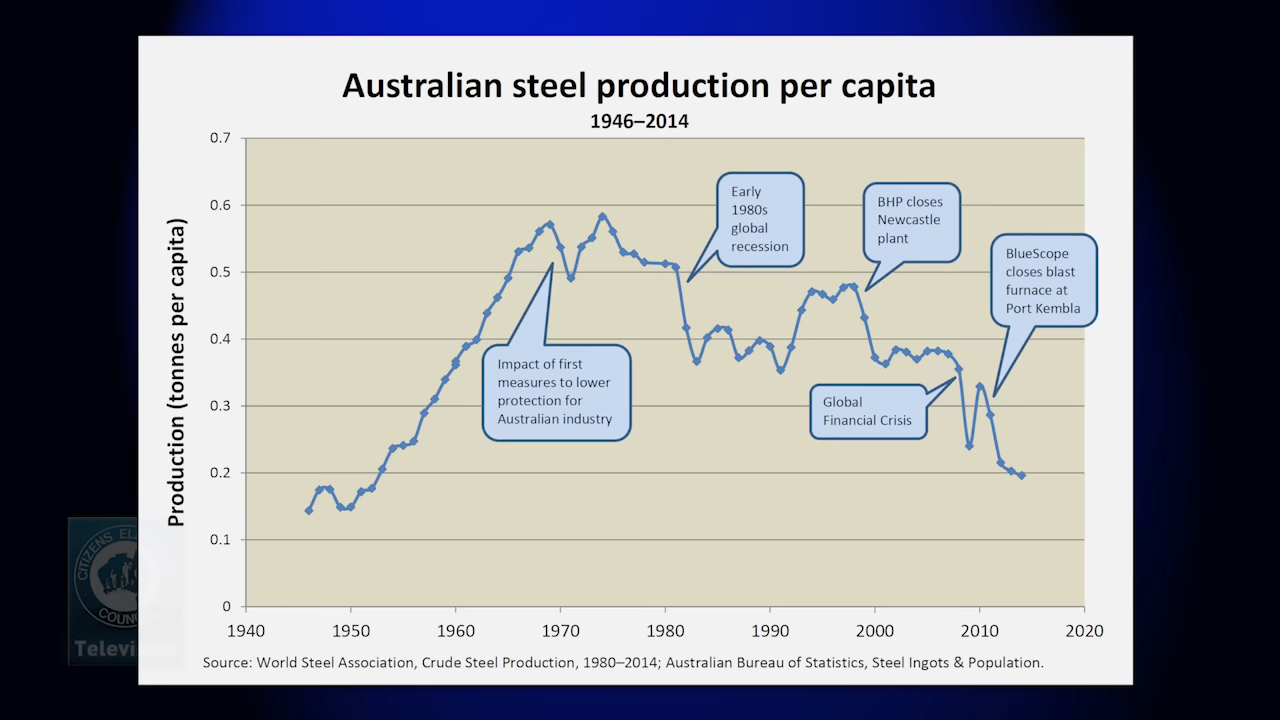 Australian steel production per capita
1946–2014
Production (tonnes per capita)
0.7
0.6
0.5
0.4
0.3
0.2
0.1
0
1940
1950
1960
1970
1980
1990
2000
2010
2020
Impact of first
measures to lower
protection for
Australian industry
Early
1980s
global
recession
BHP closes
Newcastle
plant
Global
Financial Crisis
BlueScope
closes blast
furnace at
Port Kembla
Source: World Steel Association, Crude Steel Production, 1980–2014; Australian Bureau of Statistics, Steel Ingots & Population.
CITIZENS